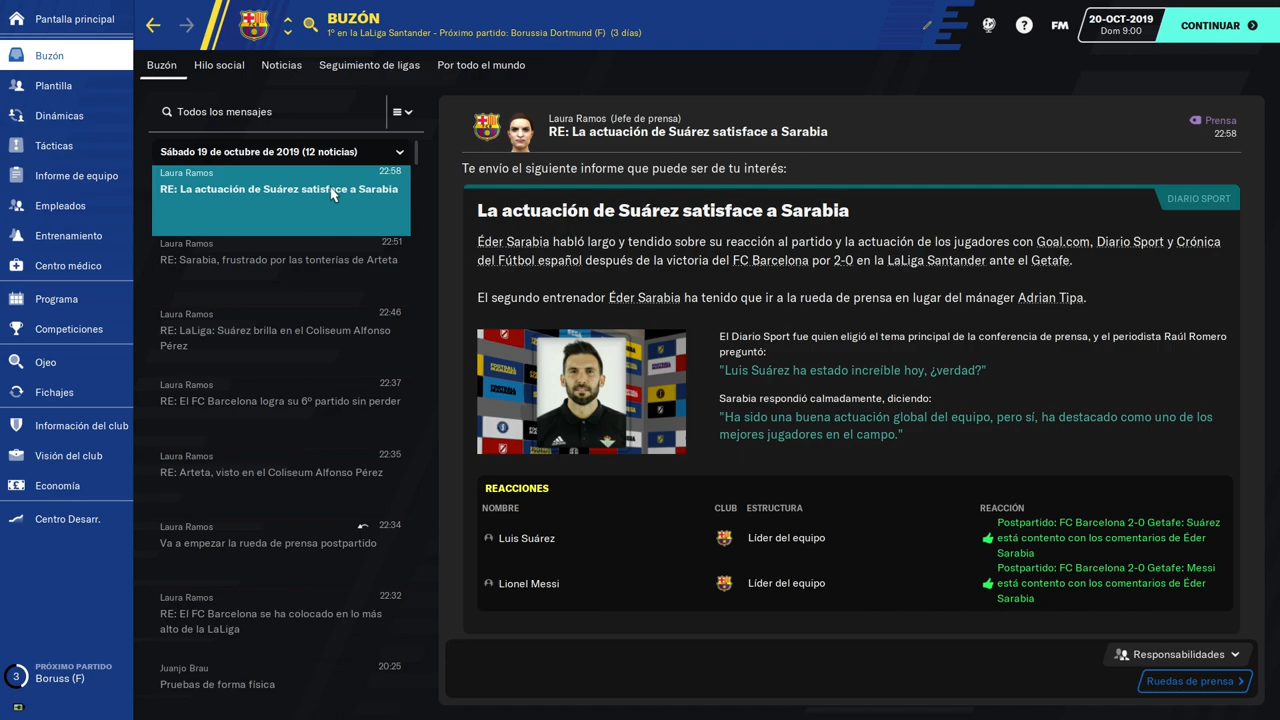 Pantalla principal
Buzón
Plantilla
Dinámicas
Tácticas
Informe de equipo
Empleados
Entrenamiento
Centro médico
Programa
Competiciones
Ojeo
Fichajes
Información del club
Visión del club
Economía
Centro Desarr.
3
PRÓXIMO PARTIDO
Boruss (F)
BUZÓN
1º en la LaLiga Santander - Próximo partido: Borussia Dortmund (F) (3 días)
?
FM
20-OCT-2019
Dom 9:00
CONTINUAR
Buzón
Hilo social
Noticias
Seguimiento de ligas
Por todo el mundo
Todos los mensajes
Sábado 19 de octubre de 2019 (12 noticias)
Laura Ramos 22:58
RE: La actuación de Suárez satisface a Sarabia
Laura Ramos 22:51
RE: Sarabia, frustrado por las tonterías de Arteta
Laura Ramos 22:46
RE: LaLiga: Suárez brilla en el Coliseum Alfonso
Pérez
Laura Ramos 22:37
RE: El FC Barcelona logra su 6º partido sin perder
Laura Ramos 22:35
RE: Arteta, visto en el Coliseum Alfonso Pérez
Laura Ramos 22:34
Va a empezar la rueda de prensa postpartido
Laura Ramos 22:32
RE: El FC Barcelona se ha colocado en lo más
alto de la LaLiga
Juanjo Brau 20:25
Pruebas de forma física
Laura Ramos (Jefe de prensa)
RE: La actuación de Suárez satisface a Sarabia
Prensa
22:58
Te envío el siguiente informe que puede ser de tu interés:
DIARIO SPORT
La actuación de Suárez satisface a Sarabia
Éder Sarabia habló largo y tendido sobre su reacción al partido y la actuación de los jugadores con Goal.com, Diario Sport y Crónica
del Fútbol español después de la victoria del FC Barcelona por 2-0 en la LaLiga Santander ante el Getafe.
El segundo entrenador Éder Sarabia ha tenido que ir a la rueda de prensa en lugar del mánager Adrian Tipa.
El Diario Sport fue quien eligió el tema principal de la conferencia de prensa, y el periodista Raúl Romero
preguntó:
"Luis Suárez ha estado increíble hoy, ¿verdad?"
Sarabia respondió calmadamente, diciendo:
"Ha sido una buena actuación global del equipo, pero sí, ha destacado como uno de los
mejores jugadores en el campo."
REACCIONES
NOMBRE CLUB ESTRUCTURA REACCIÓN
Luis Suárez Líder del equipo
Postpartido: FC Barcelona 2-0 Getafe: Suárez
está contento con los comentarios de Éder
Sarabia
Lionel Messi Líder del equipo
Postpartido: FC Barcelona 2-0 Getafe: Messi
está contento con los comentarios de Éder
Sarabia
Responsabilidades
Ruedas de prensa